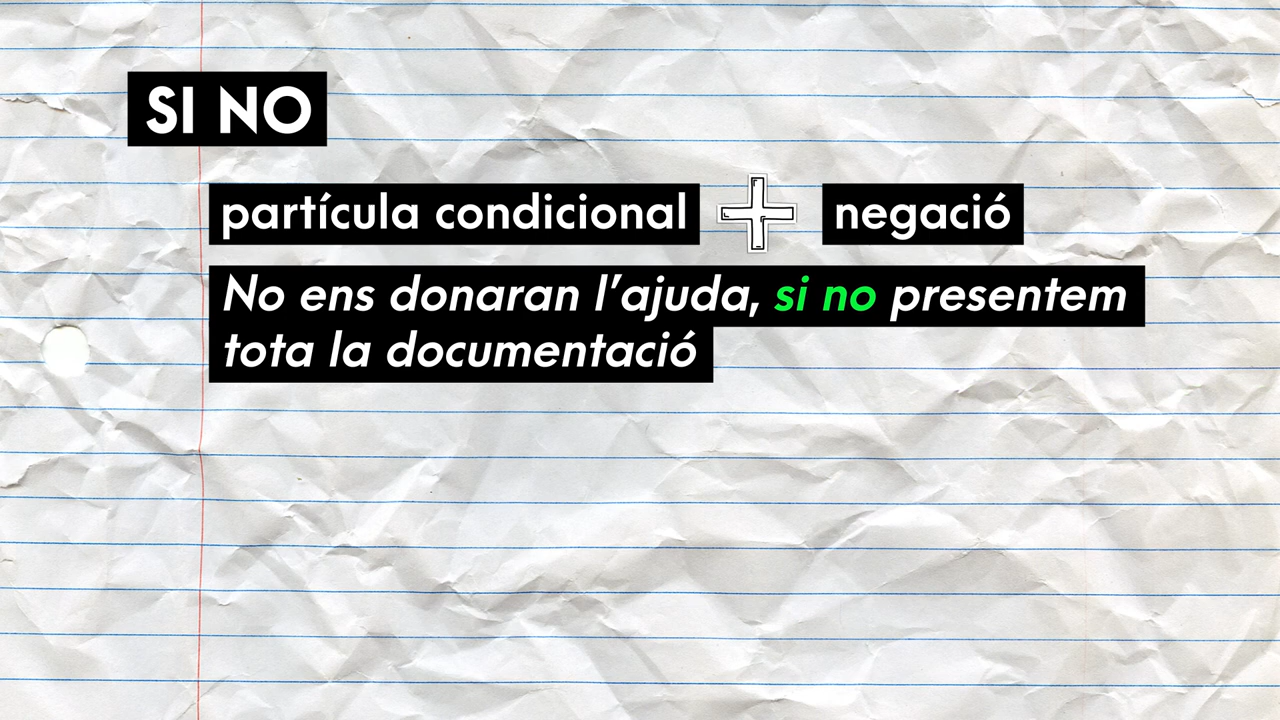 SI NO
partícula condicional + negació
No ens donaran l’ajuda, si no presentem
tota la documentació